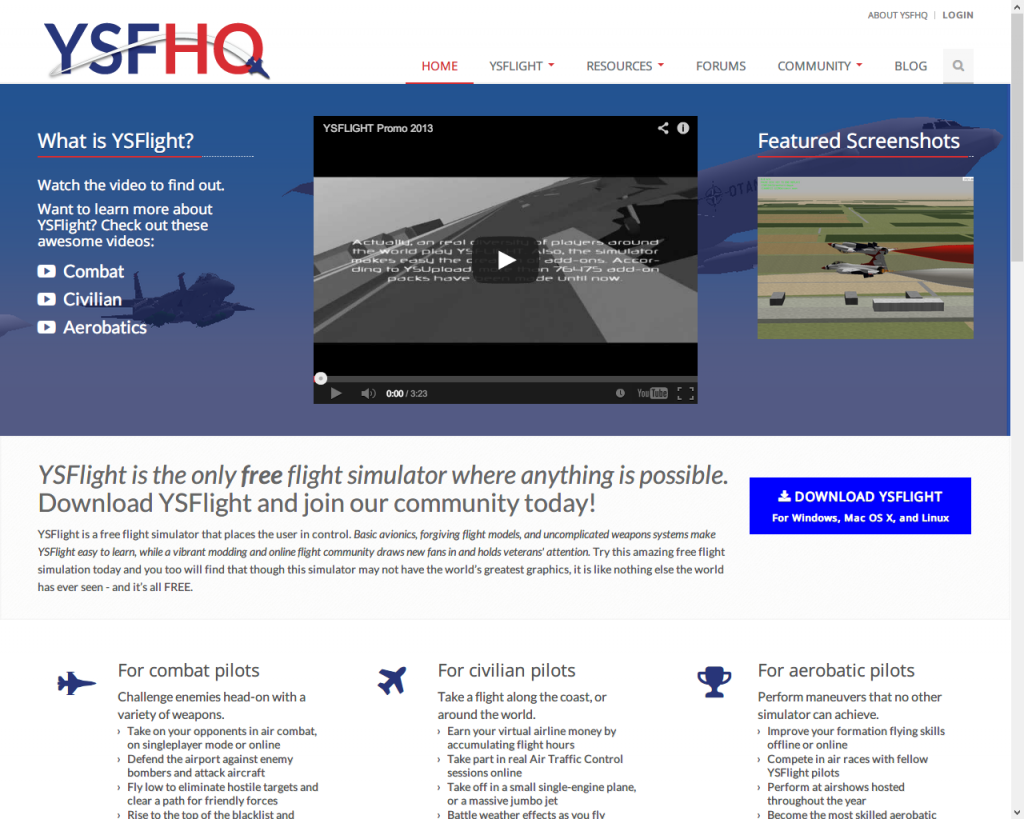 ABOUT YSFHQ | LOGIN
YSFHQ
HOME YSFLIGHT RESOURCES FORUMS COMMUNITY BLOG
What is YSFlight?
Watch the video to find out.
Want to learn more about
YSFlight? Check out these
awesome videos:
Combat
Civilian
Aerobatics
YSFLIGHT Promo 2013
Actually, an real diversity of players around
the world play YSFlight. Also, the simulator
makes easy the creation of add-ons. Accor-
ding to YSUpload, more than 76475 add-on
packs have been made until now.
0:00 / 3:23
YouTube
Featured Screenshots
OTAN
YSFlight is the only free flight simulator where anything is possible.
Download YSFlight and join our community today!
YSFlight is a free flight simulator that places the user in control. Basic avionics, forgiving flight models, and uncomplicated weapons systems make
YSFlight easy to learn, while a vibrant modding and online flight community draws new fans in and holds veterans' attention. Try this amazing free flight
simulation today and you too will find that though this simulator may not have the world's greatest graphics, it is like nothing else the world
has ever seen - and it's all FREE.
DOWNLOAD YSFLIGHT
For Windows, Mac OS X, and Linux
For combat pilots
Challenge enemies head-on with a
variety of weapons.
› Take on your opponents in air combat,
on singleplayer mode or online
› Defend the airport against enemy
bombers and attack aircraft
› Fly low to eliminate hostile targets and
clear a path for friendly forces
› Rise to the top of the blacklist and
For civilian pilots
Take a flight along the coast, or
around the world.
› Earn your virtual airline money by
accumulating flight hours
› Take part in real Air Traffic Control
sessions online
› Take off in a small single-engine plane,
or a massive jumbo jet
› Battle weather effects as you fly
For aerobatic pilots
Perform maneuvers that no other
simulator can achieve.
› Improve your formation flying skills
offline or online
› Compete in air races with fellow
YSFlight pilots
› Perform at airshows hosted
throughout the year
› Become the most skilled aerobatic